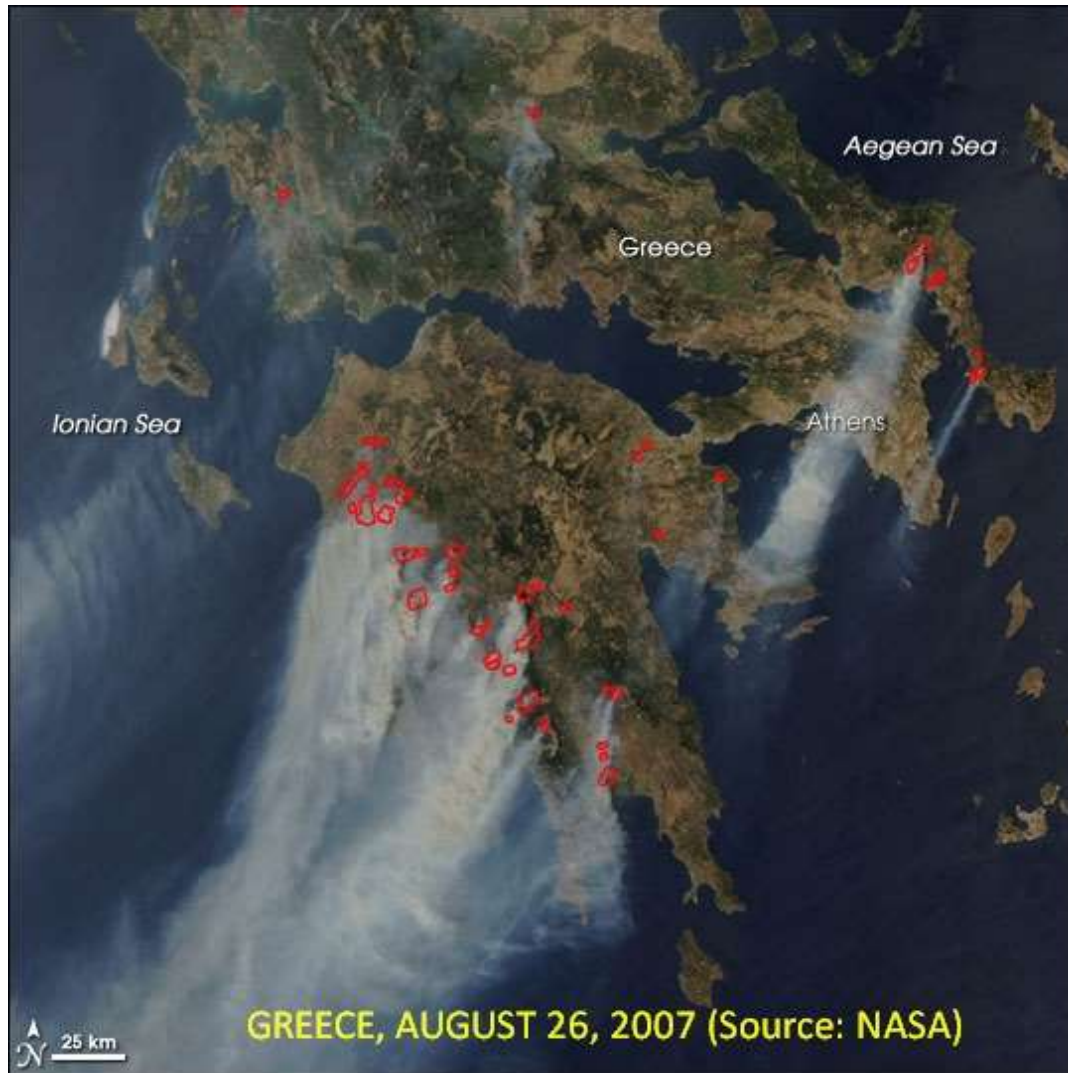 Aegean Sea
Greece
Ionian Sea
Athens
GREECE, AUGUST 26, 2007 (Source: NASA)
N 25 km